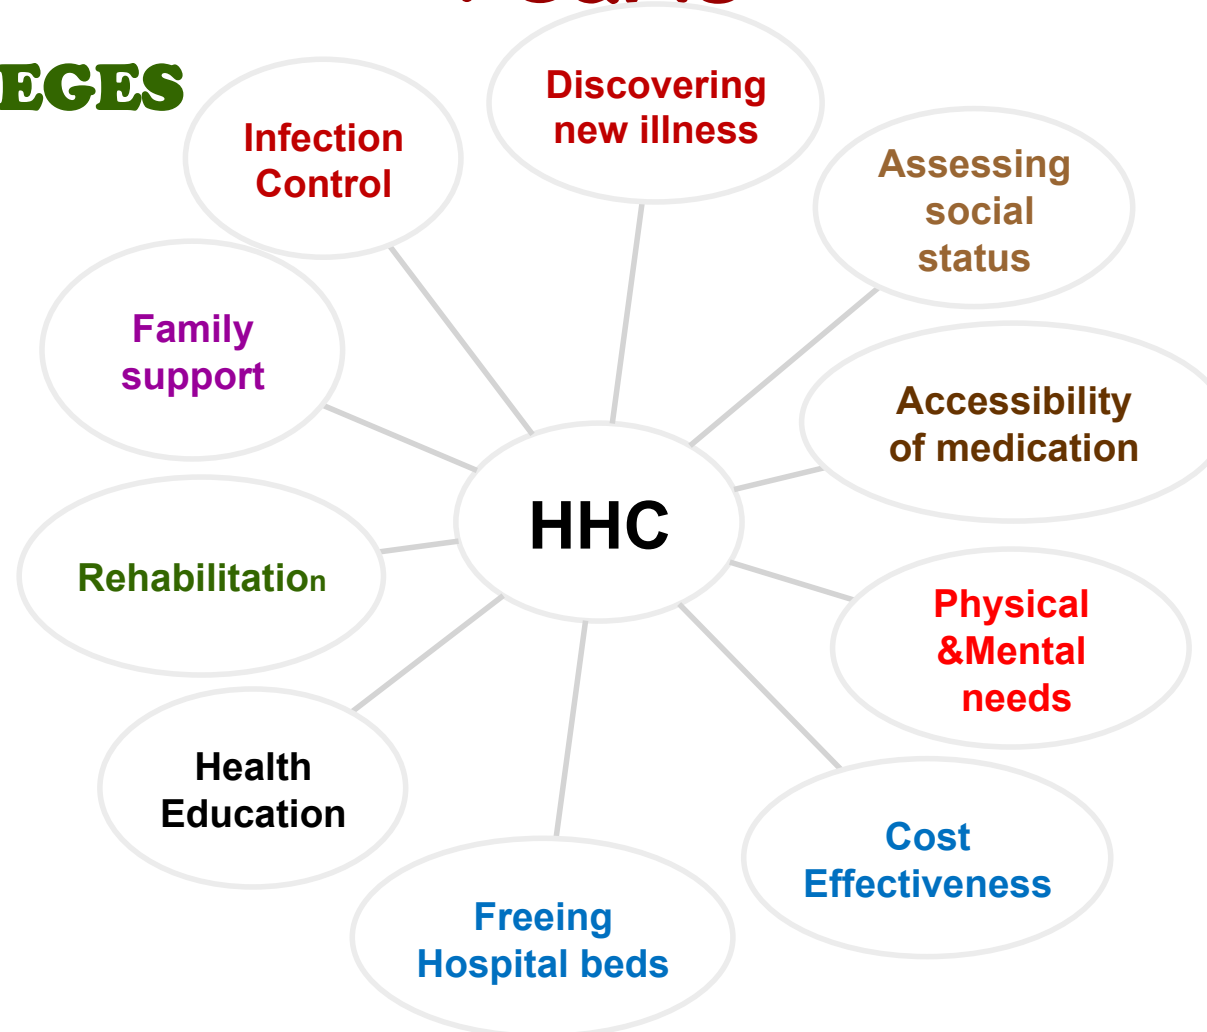 EGES
Discovering
new illness
Infection
Control
Assessing
social
status
Family
support
Accessibility
of medication
HHC
Rehabilitation
Physical
&Mental
needs
Health
Education
Cost
Effectiveness
Freeing
Hospital beds